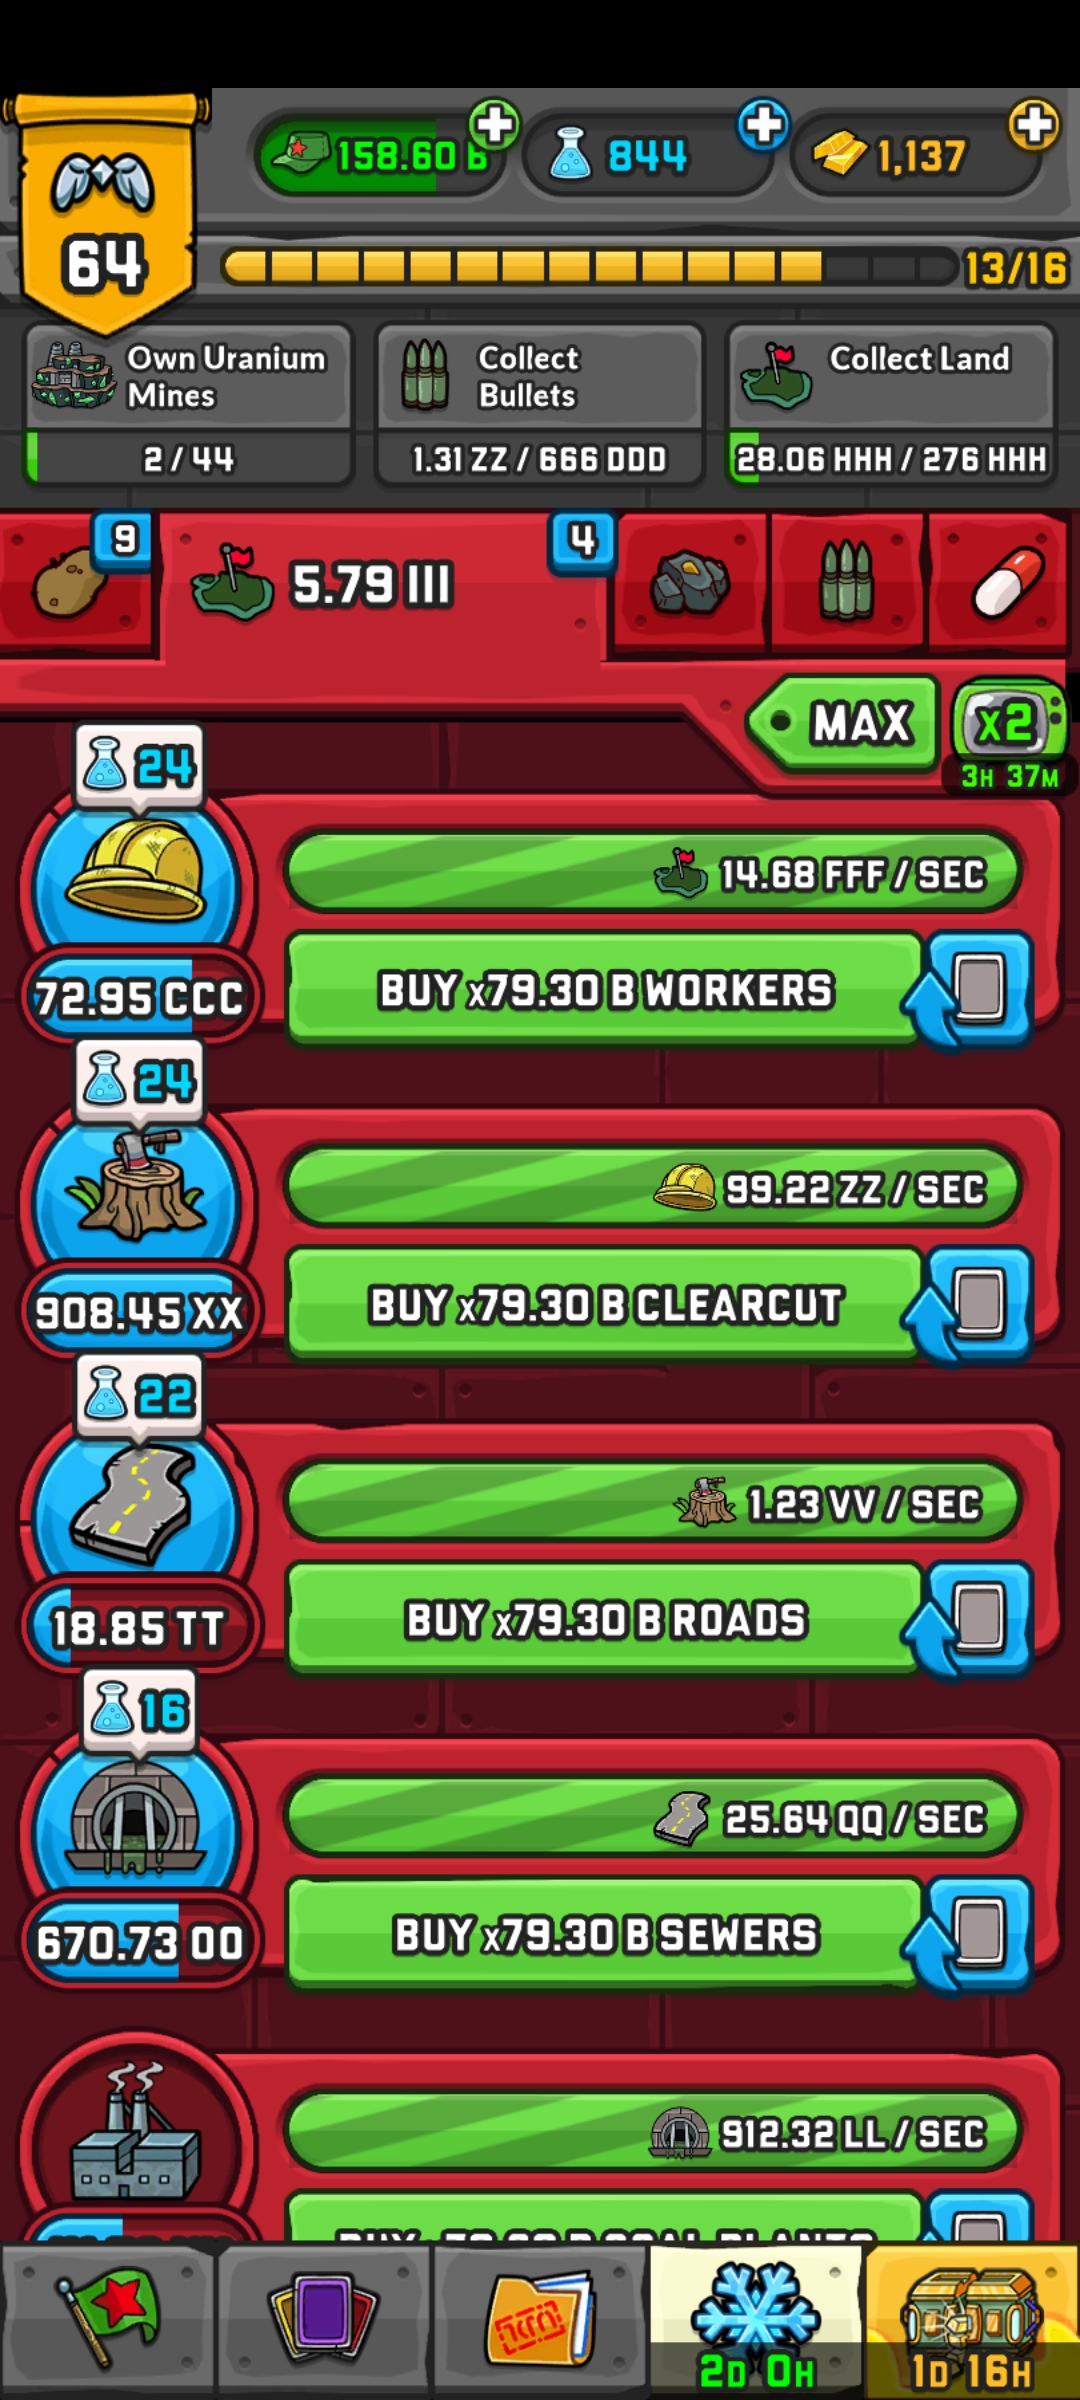 64
158.60 B
844
1,137
13/16
Own Uranium
Mines
2 / 44
Collect
Bullets
1.31 ZZ / 666 DDD
Collect Land
28.06 HHH / 276 HHH
9
5.79 III
4
MAX
X2
3H 37M
24
14.68 FFF / SEC
72.95 CCC
BUY x79.30 B WORKERS
24
99.22 ZZ / SEC
908.45 XX
BUY x79.30 B CLEARCUT
22
1.23 VV / SEC
18.85 TT
BUY x79.30 B ROADS
16
25.64 QQ / SEC
670.73 OO
BUY x79.30 B SEWERS
912.32 LL / SEC
2D 0H
1D 16H